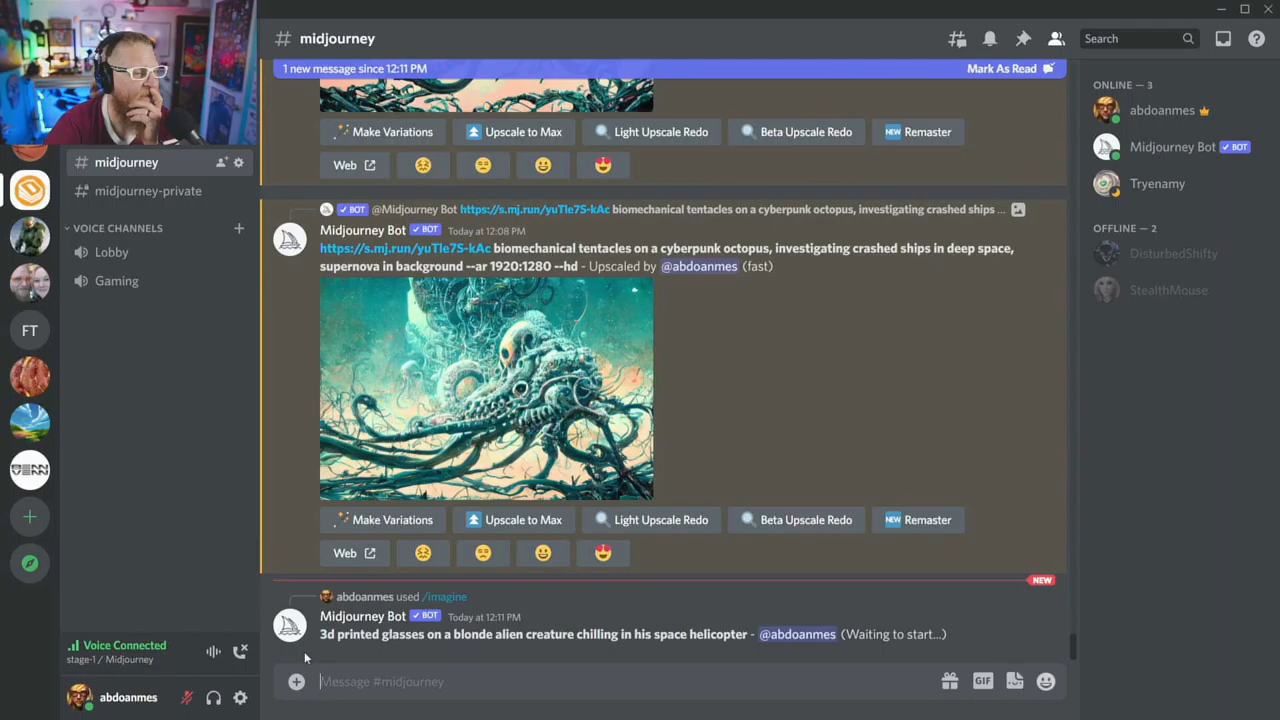 midjourney
Search
1 new message since 12:11 PM
Mark As Read
midjourney
midjourney-private
VOICE CHANNELS
Lobby
Gaming
FT
Voice Connected
stage-1 / Midjourney
abdoanmes
Make Variations
Upscale to Max
Light Upscale Redo
Beta Upscale Redo
NEW Remaster
Web
BOT @Midjourney Bot https://s.mj.run/yuTle7S-kAc biomechanical tentacles on a cyberpunk octopus, investigating crashed ships ...
Midjourney Bot BOT Today at 12:08 PM
https://s.mj.run/yuTle7S-kAc biomechanical tentacles on a cyberpunk octopus, investigating crashed ships in deep space,
supernova in background --ar 1920:1280 --hd - Upscaled by @abdoanmes (fast)
Make Variations
Upscale to Max
Light Upscale Redo
Beta Upscale Redo
NEW Remaster
Web
NEW
abdoanmes used /imagine
Midjourney Bot BOT Today at 12:11 PM
3d printed glasses on a blonde alien creature chilling in his space helicopter - @abdoanmes (Waiting to start...)
Message #midjourney
GIF
ONLINE — 3
abdoanmes
Midjourney Bot BOT
Tryenamy
OFFLINE — 2
DisturbedShifty
StealthMouse